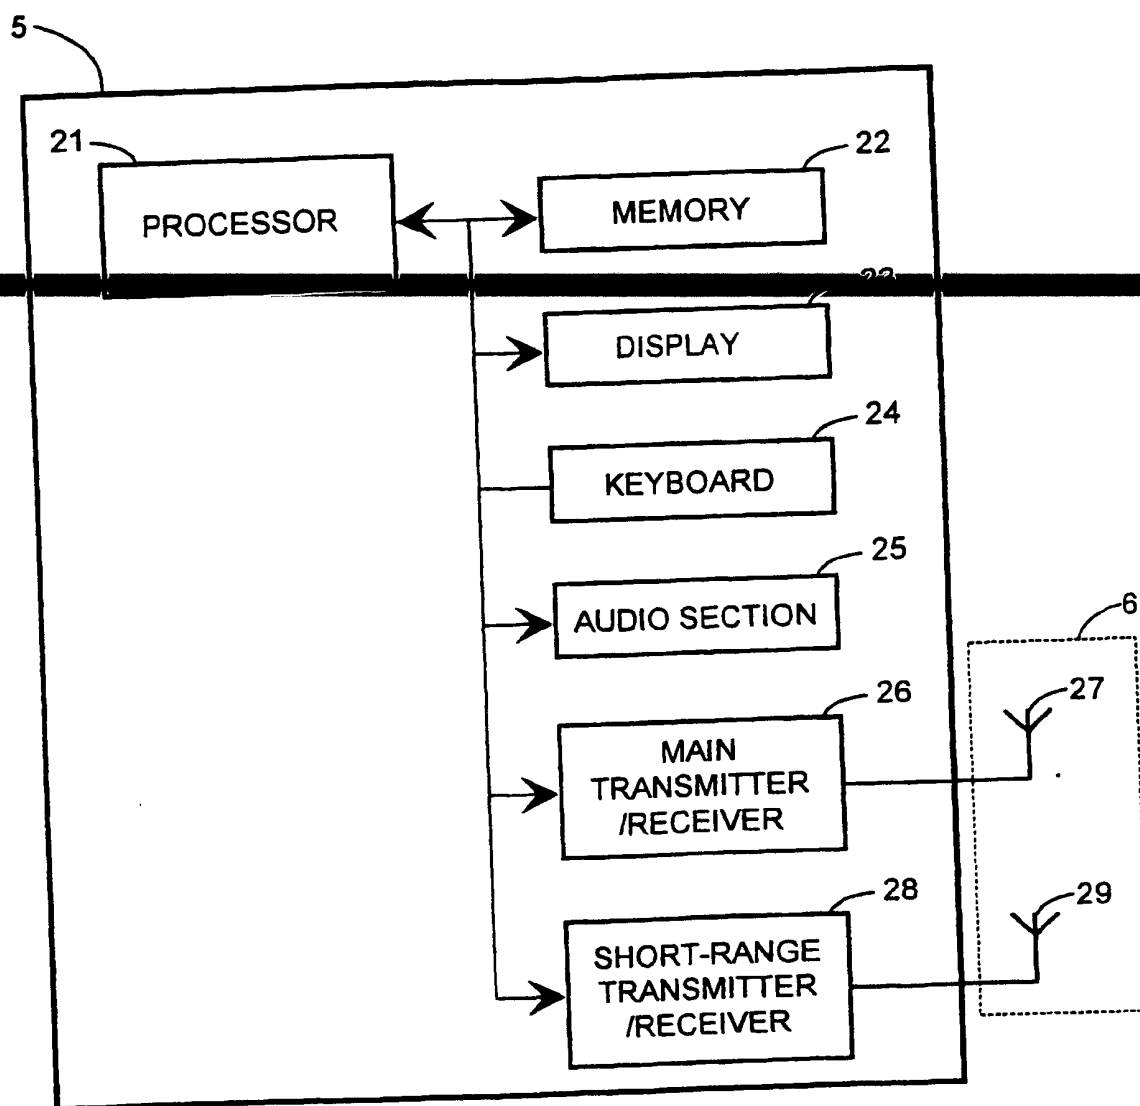 5
21
22
PROCESSOR
MEMORY
DISPLAY
24
KEYBOARD
25
AUDIO SECTION
6
26
27
MAIN
TRANSMITTER
/RECEIVER
28
29
SHORT-RANGE
TRANSMITTER
/RECEIVER